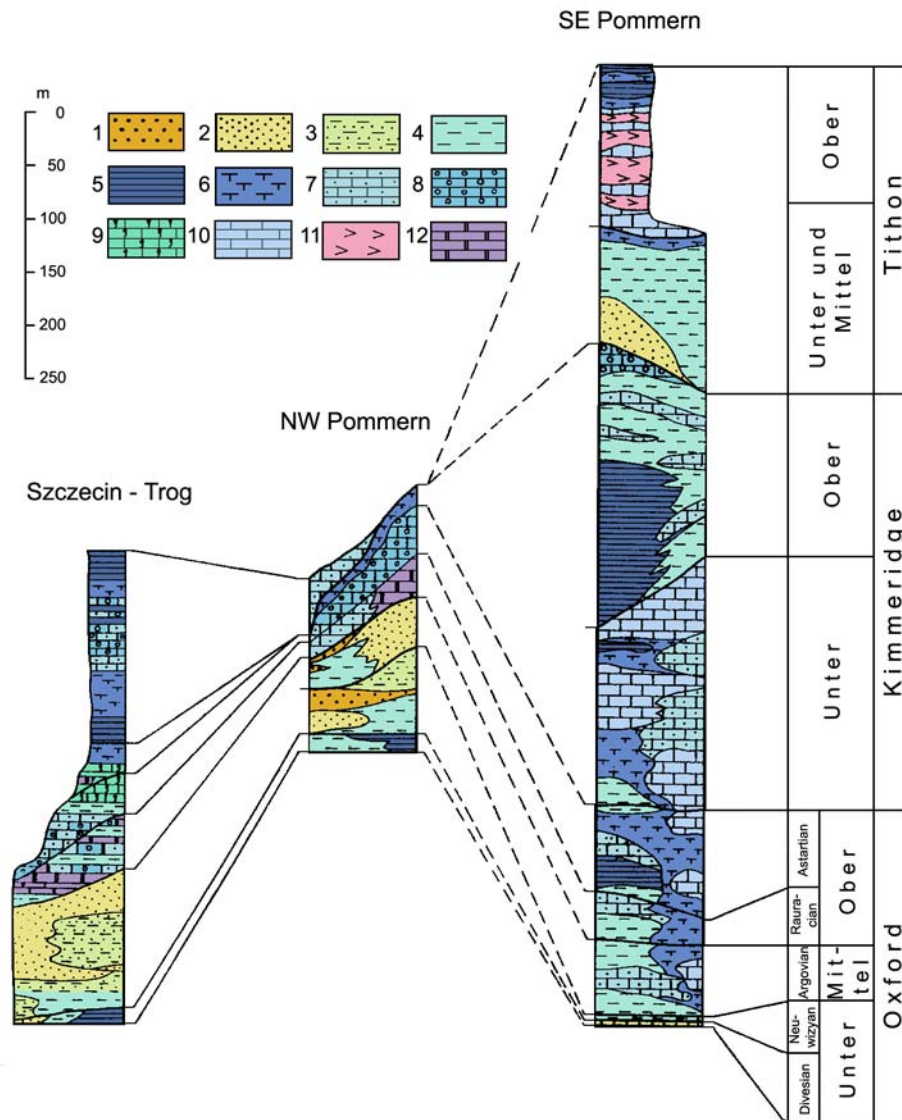 SE Pommern
m
0
50
100
150
200
250
1 2 3 4
5 6 7 8
9 10 11 12
NW Pommern
Szczecin - Trog
Ober
Unter und
Mittel
Tithon
Ober
Unter
Kimmeridge
Astartian
Raura-
cian
Ober
Argovian
Mit-
tel
Neu-
wizyan
Divesian
Unter
Oxford